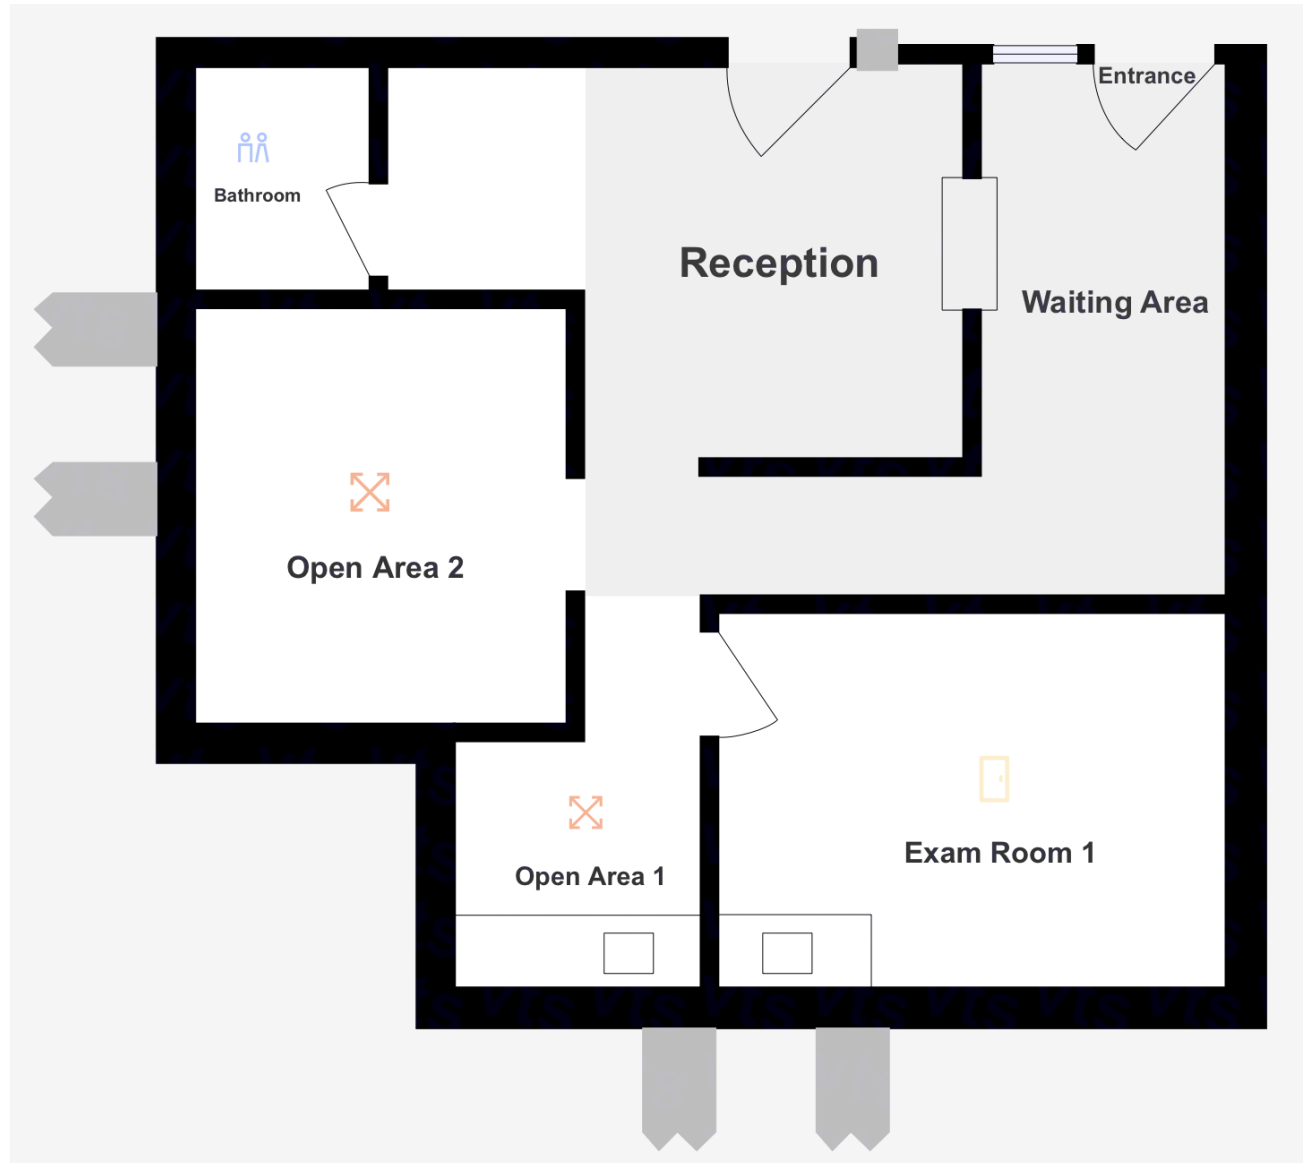 Entrance
Bathroom
Reception
Waiting Area
Open Area 2
Exam Room 1
Open Area 1